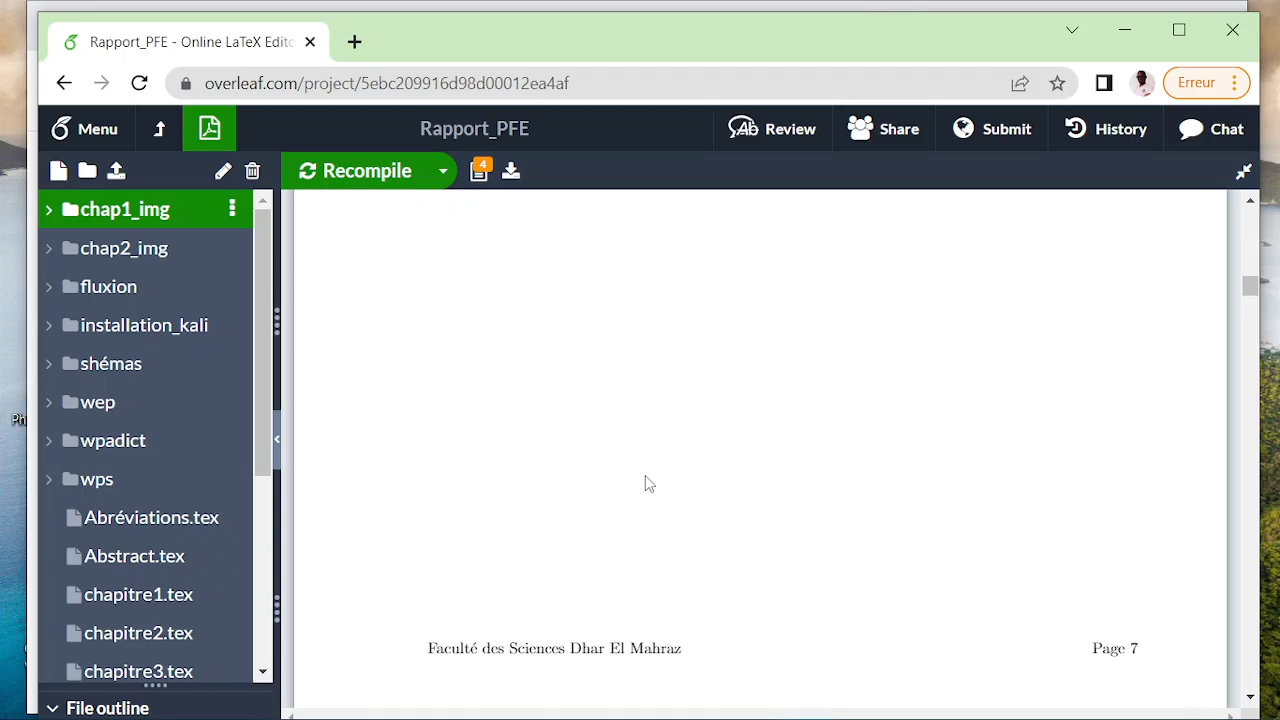 Rapport_PFE - Online LaTeX Edito
overleaf.com/project/5ebc209916d98d00012ea4af
Erreur
Menu
Rapport_PFE
Review
Share
Submit
History
Chat
Recompile
4
chap1_img
chap2_img
fluxion
installation_kali
shémas
wep
wpadict
wps
Abréviations.tex
Abstract.tex
chapitre1.tex
chapitre2.tex
chapitre3.tex
File outline
Ph
Faculté des Sciences Dhar El Mahraz
Page 7